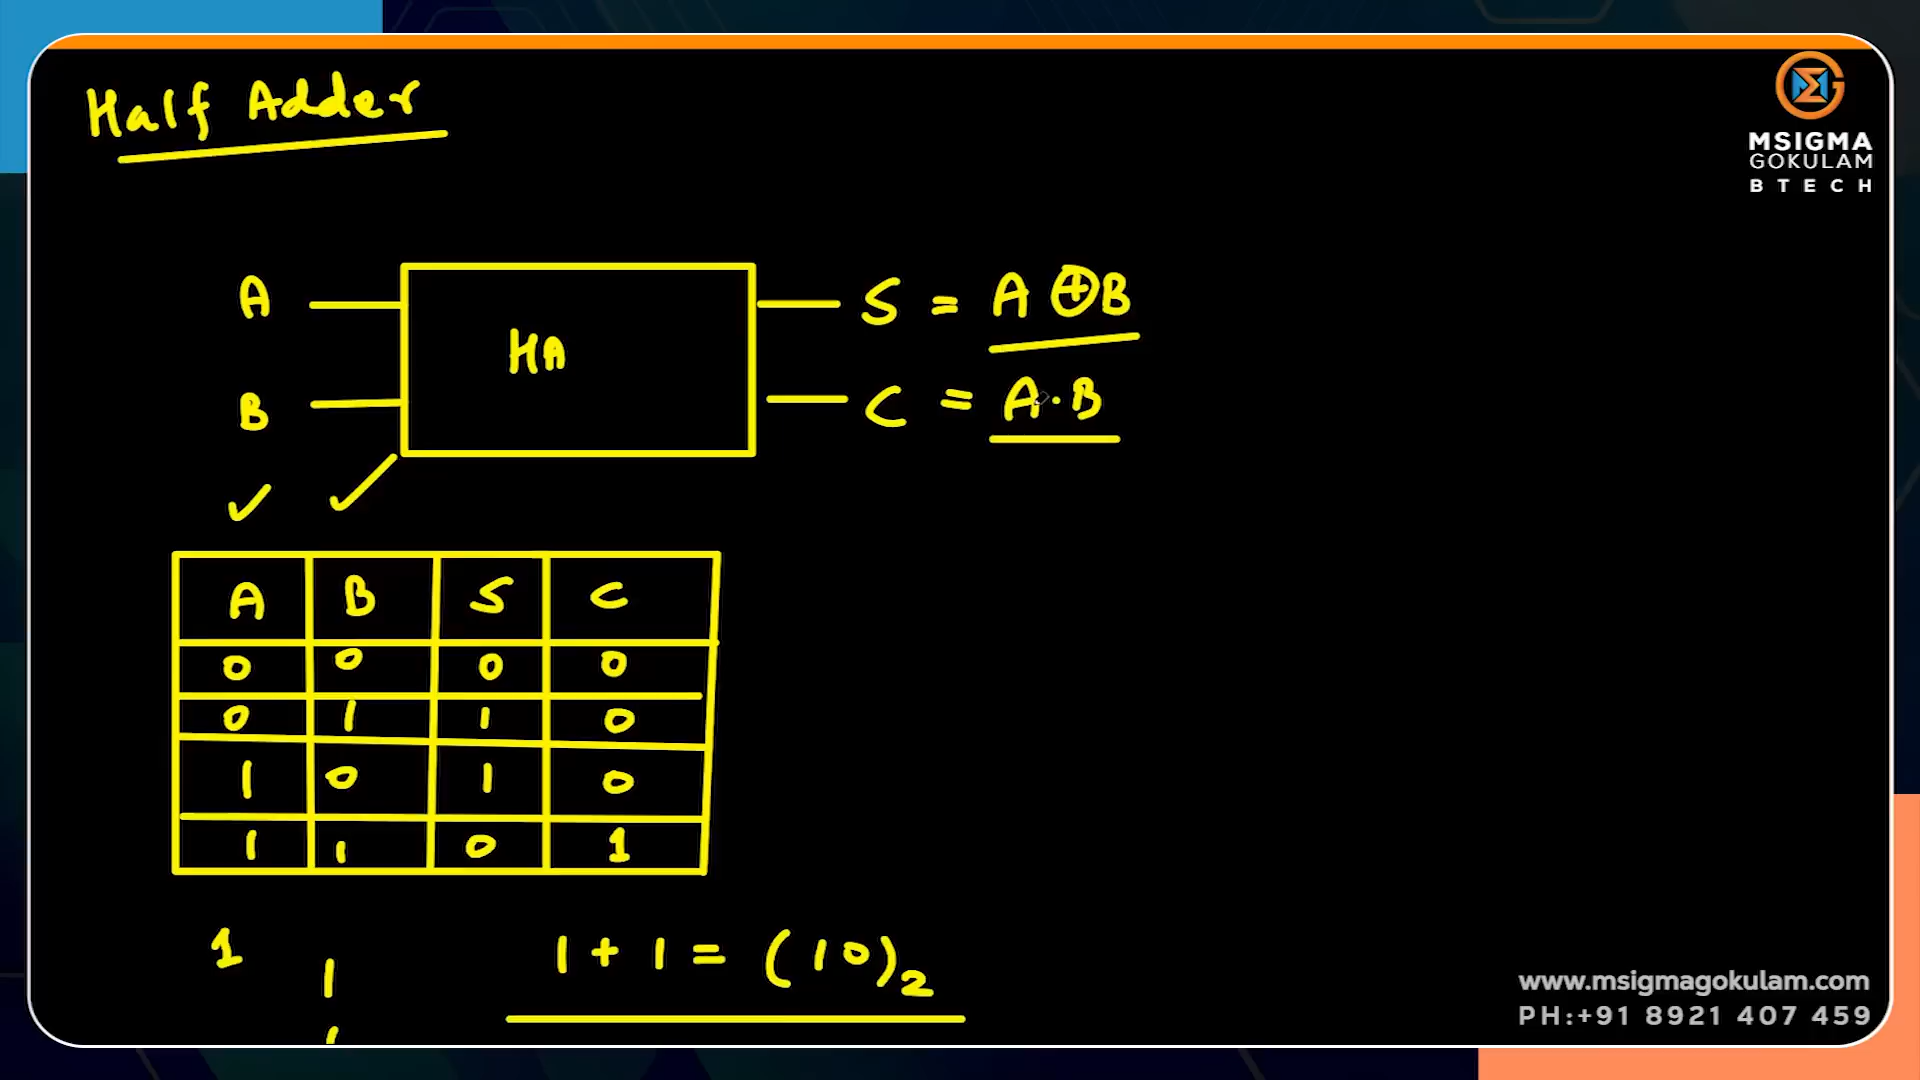 Half Adder
MSIGMA
GOKULAM
BTECH
A
S = A ⊕ B
HA
B
C = A · B
A B S C
0 0 0 0
0 1 1 0
1 0 1 0
1 1 0 1
1
1
1 + 1 = (10)₂
www.msigmagokulam.com
PH:+91 8921 407 459